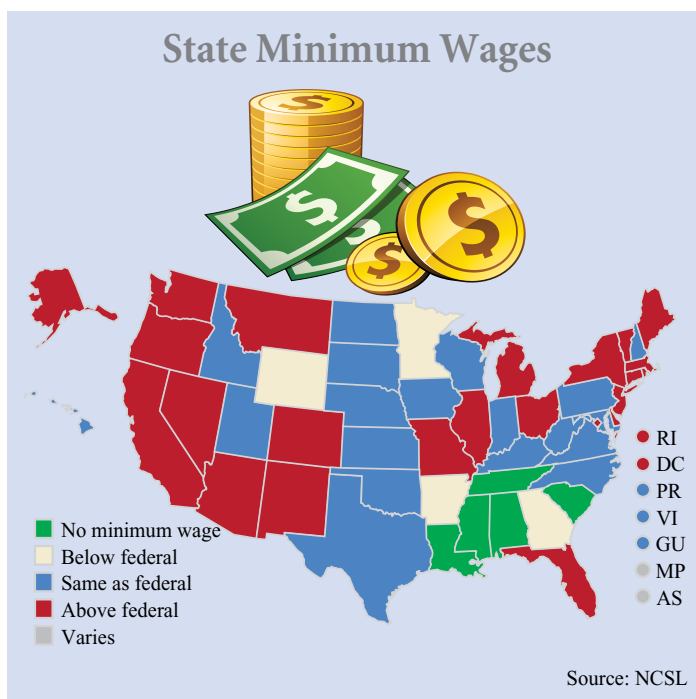 State Minimum Wages
$
$
$
$
$
RI
DC
PR
VI
GU
MP
AS
No minimum wage
Below federal
Same as federal
Above federal
Varies
Source: NCSL